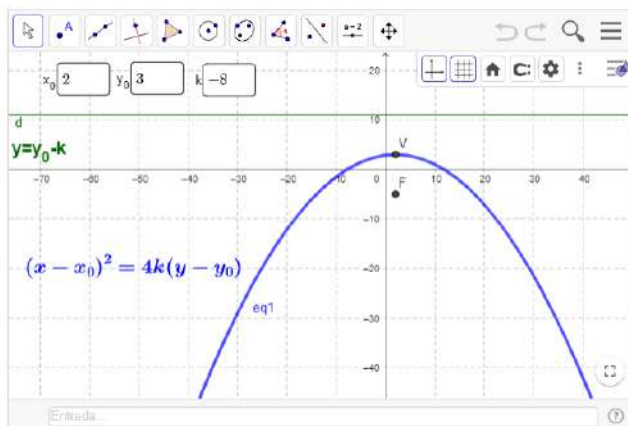 A
a=2
x0 2 y0 3 k −8
20
d
10
y=y0-k
V
−70 −60 −50 −40 −30 −20 −10 0 10 20 30 40
F
−10
(x − x0)² = 4k(y − y0)
−20
eq1
−30
−40
Entrada...